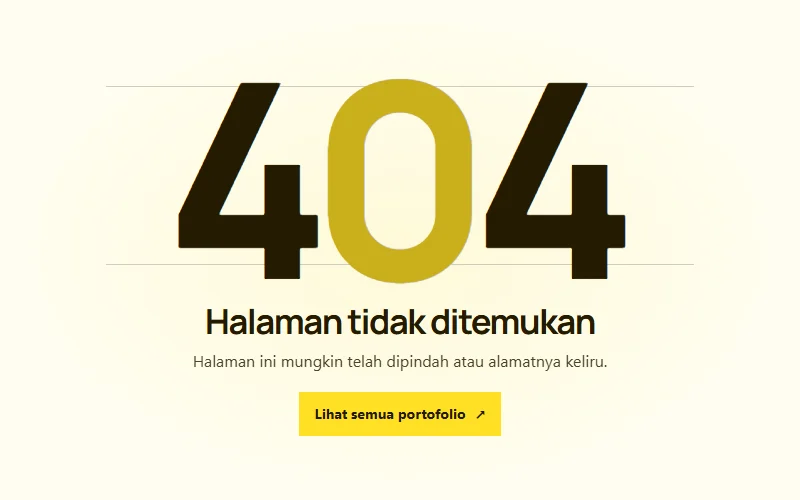 404
Halaman tidak ditemukan
Halaman ini mungkin telah dipindah atau alamatnya keliru.
Lihat semua portofolio ↗